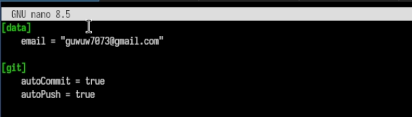 GNU nano 8.5
[data]
email = "guwuw7073@gmail.com"
[git]
autoCommit = true
autoPush = true